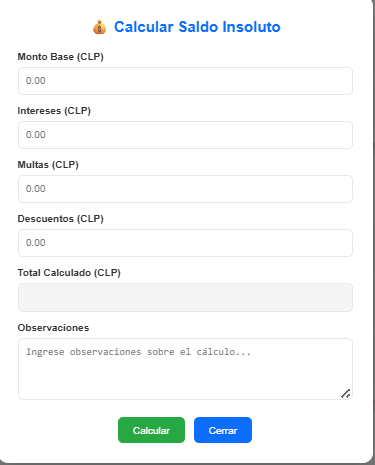 Calcular Saldo Insoluto
Monto Base (CLP)
0.00
Intereses (CLP)
0.00
Multas (CLP)
0.00
Descuentos (CLP)
0.00
Total Calculado (CLP)
Observaciones
Ingrese observaciones sobre el cálculo...
Calcular
Cerrar